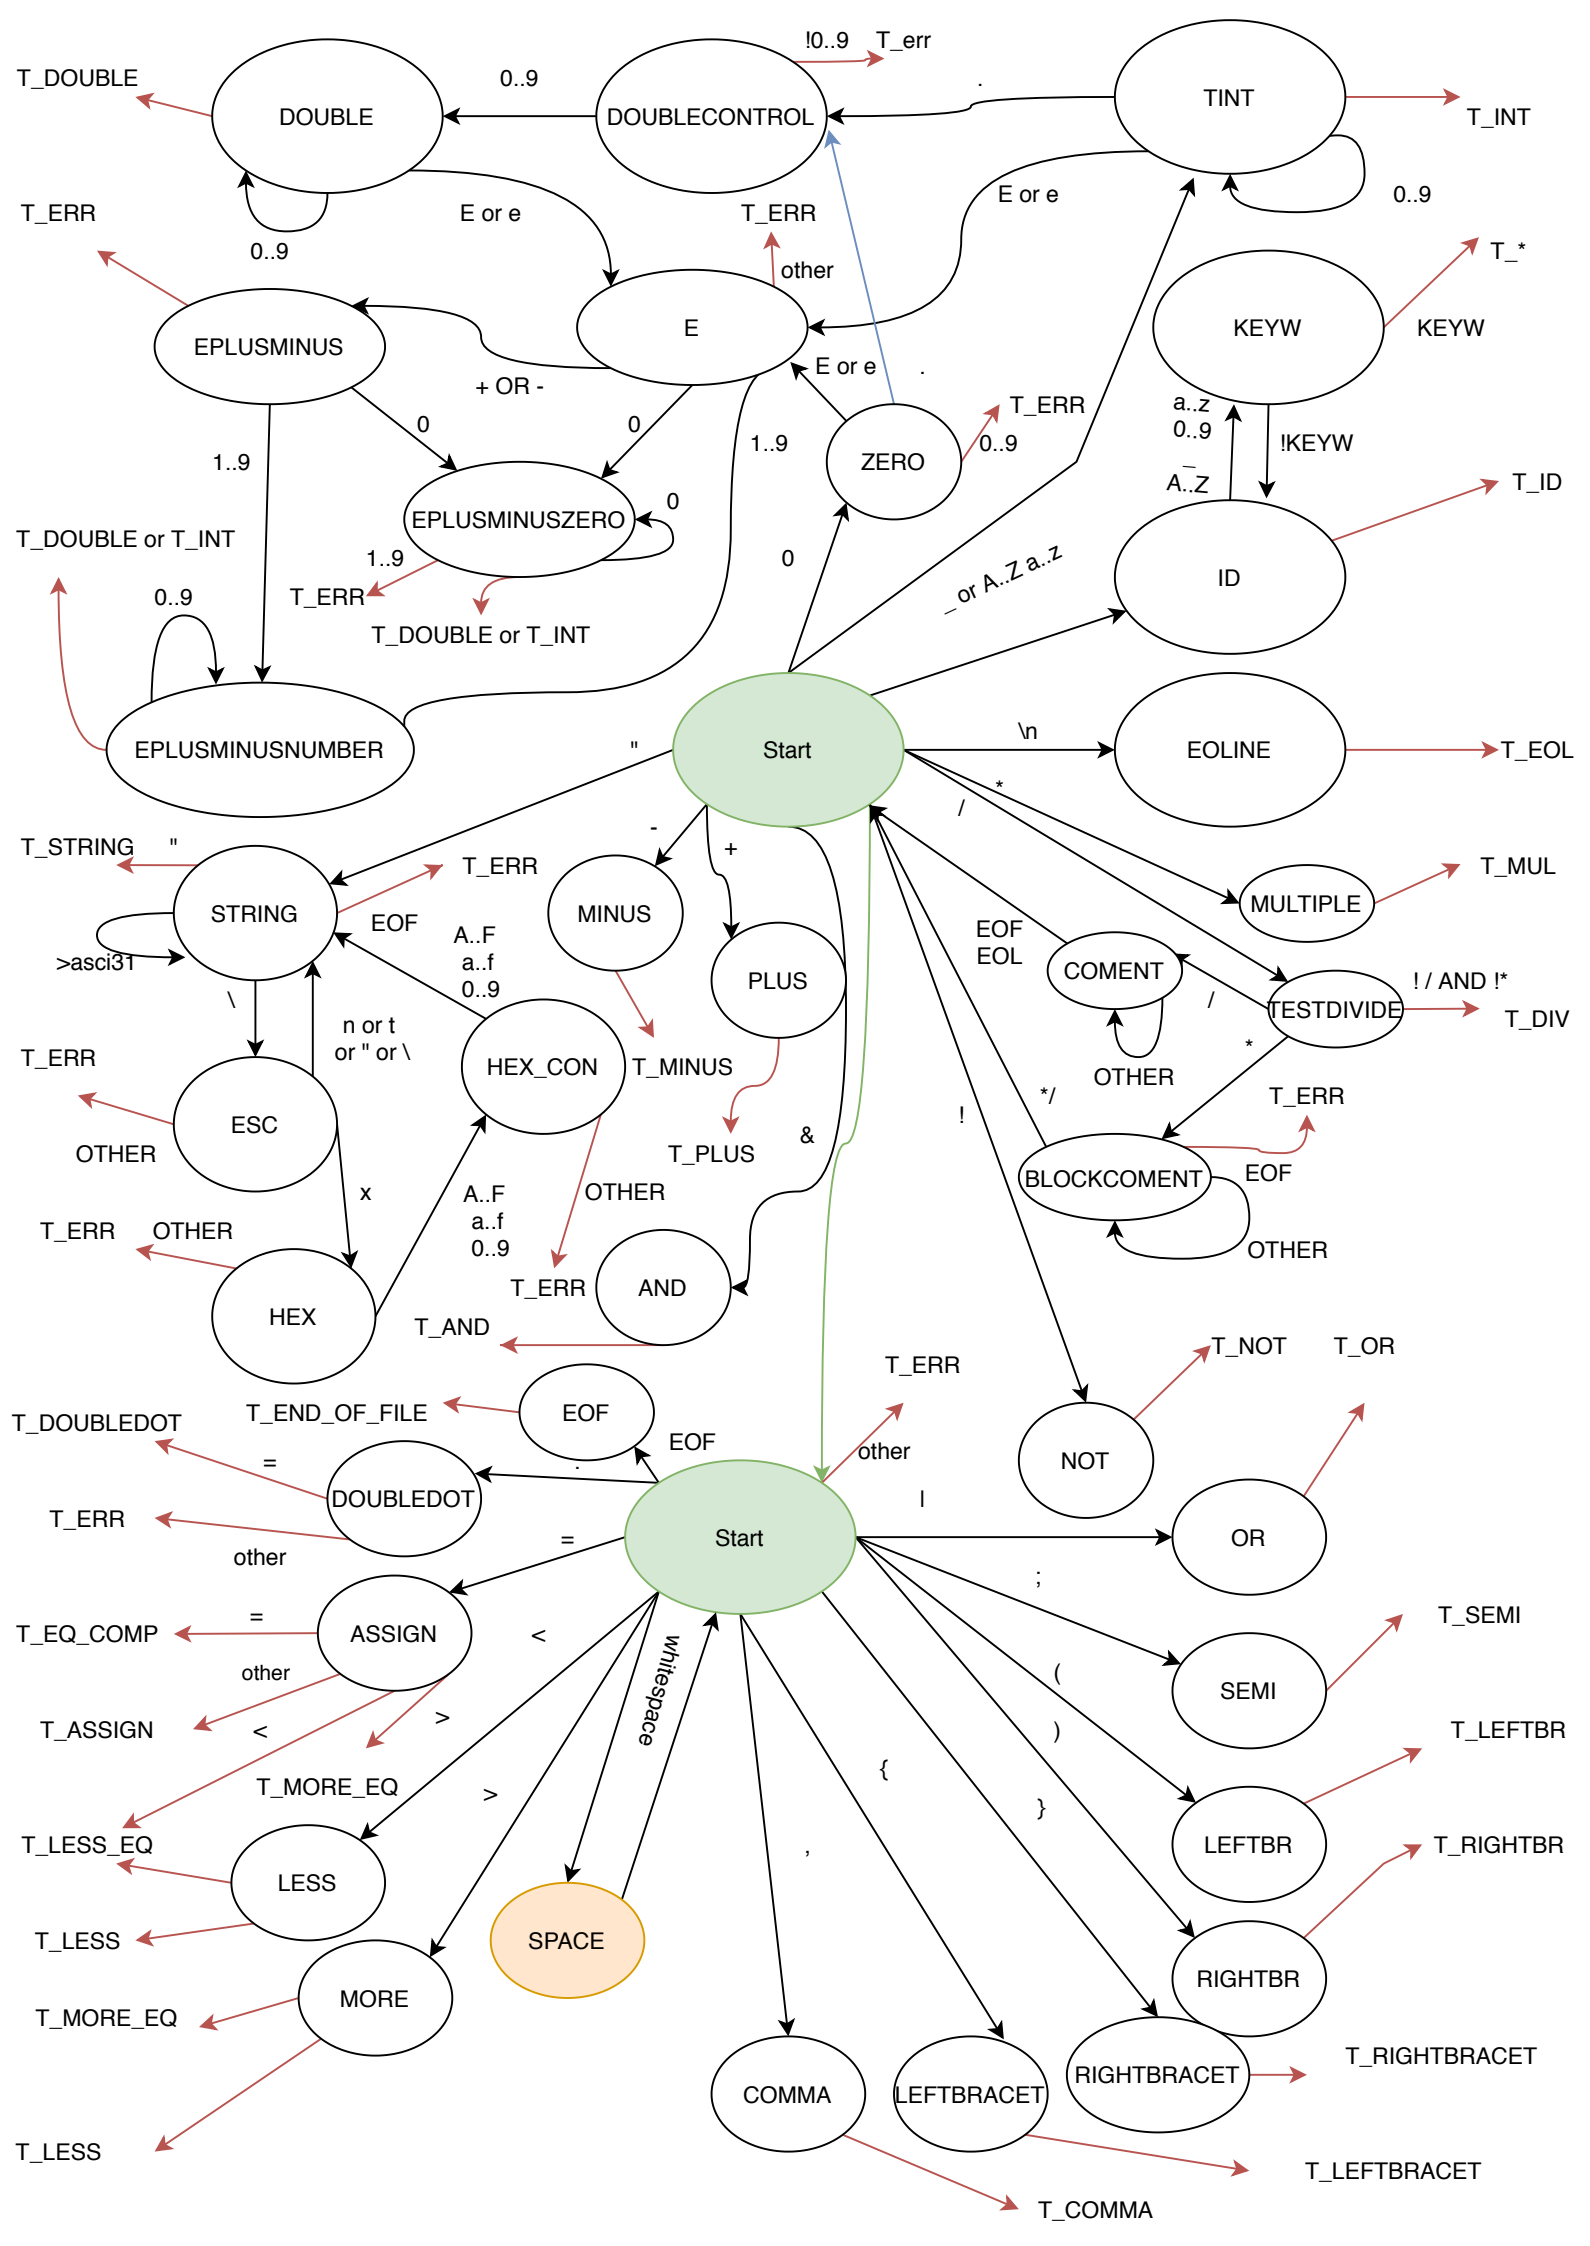 !0..9
T_err
T_DOUBLE
0..9
.
TINT
DOUBLE
DOUBLECONTROL
T_INT
E or e
0..9
T_ERR
E or e
T_ERR
0..9
other
T_*
EPLUSMINUS
E
KEYW
KEYW
+ OR -
E or e
.
a..z
0..9
_
A..Z
!KEYW
T_ERR
0..9
0
0
1..9
1..9
ZERO
T_ID
EPLUSMINUSZERO
0
T_DOUBLE or T_INT
1..9
0
_ or A..Z a..z
ID
0..9
T_ERR
T_DOUBLE or T_INT
EPLUSMINUSNUMBER
"
Start
\n
EOLINE
T_EOL
*
/
T_STRING
"
-
+
T_ERR
T_MUL
STRING
EOF
MINUS
MULTIPLE
>asci31
A..F
a..f
0..9
EOF
EOL
PLUS
COMENT
/
TESTDIVIDE
! / AND !*
T_DIV
\
n or t
or " or \
T_ERR
HEX_CON
T_MINUS
OTHER
*
T_ERR
ESC
OTHER
T_PLUS
&
!
*/
BLOCKCOMENT
EOF
x
A..F
a..f
0..9
OTHER
T_ERR
OTHER
OTHER
HEX
T_ERR
AND
T_AND
T_ERR
T_NOT
T_OR
T_DOUBLEDOT
T_END_OF_FILE
EOF
EOF
other
NOT
=
.
DOUBLEDOT
T_ERR
other
=
Start
|
OR
;
T_EQ_COMP
=
ASSIGN
<
whitespace
T_SEMI
other
(
SEMI
T_ASSIGN
<
>
)
T_LEFTBR
T_MORE_EQ
>
{
}
T_LESS_EQ
LESS
,
LEFTBR
T_RIGHTBR
T_LESS
SPACE
RIGHTBR
T_MORE_EQ
MORE
T_RIGHTBRACET
COMMA
LEFTBRACET
RIGHTBRACET
T_LESS
T_LEFTBRACET
T_COMMA